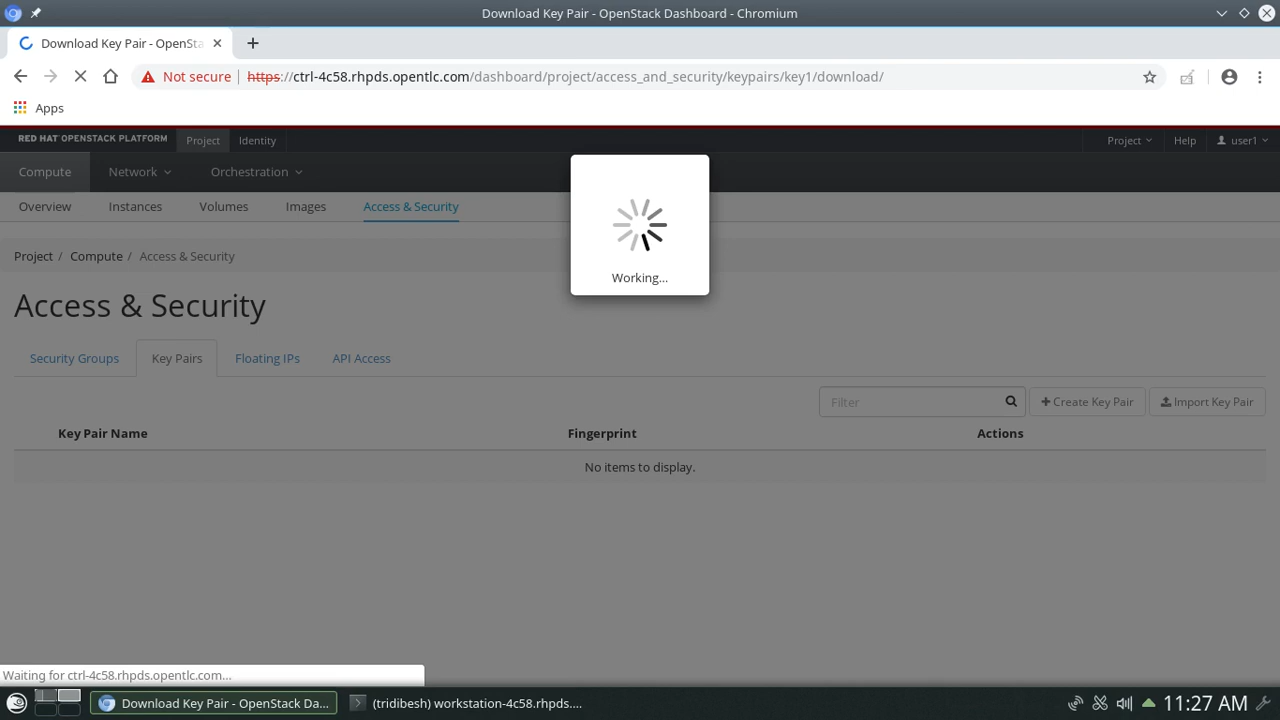 Download Key Pair - OpenStack Dashboard - Chromium
Download Key Pair - OpenSta
Not secure https://ctrl-4c58.rhpds.opentlc.com/dashboard/project/access_and_security/keypairs/key1/download/
Apps
RED HAT OPENSTACK PLATFORM Project Identity Project Help user1
Compute Network Orchestration
Overview Instances Volumes Images Access & Security
Project / Compute / Access & Security
Working...
Access & Security
Security Groups Key Pairs Floating IPs API Access
Filter Create Key Pair Import Key Pair
Key Pair Name Fingerprint Actions
No items to display.
Waiting for ctrl-4c58.rhpds.opentlc.com...
Download Key Pair - OpenStack Da... (tridibesh) workstation-4c58.rhpds.... 11:27 AM